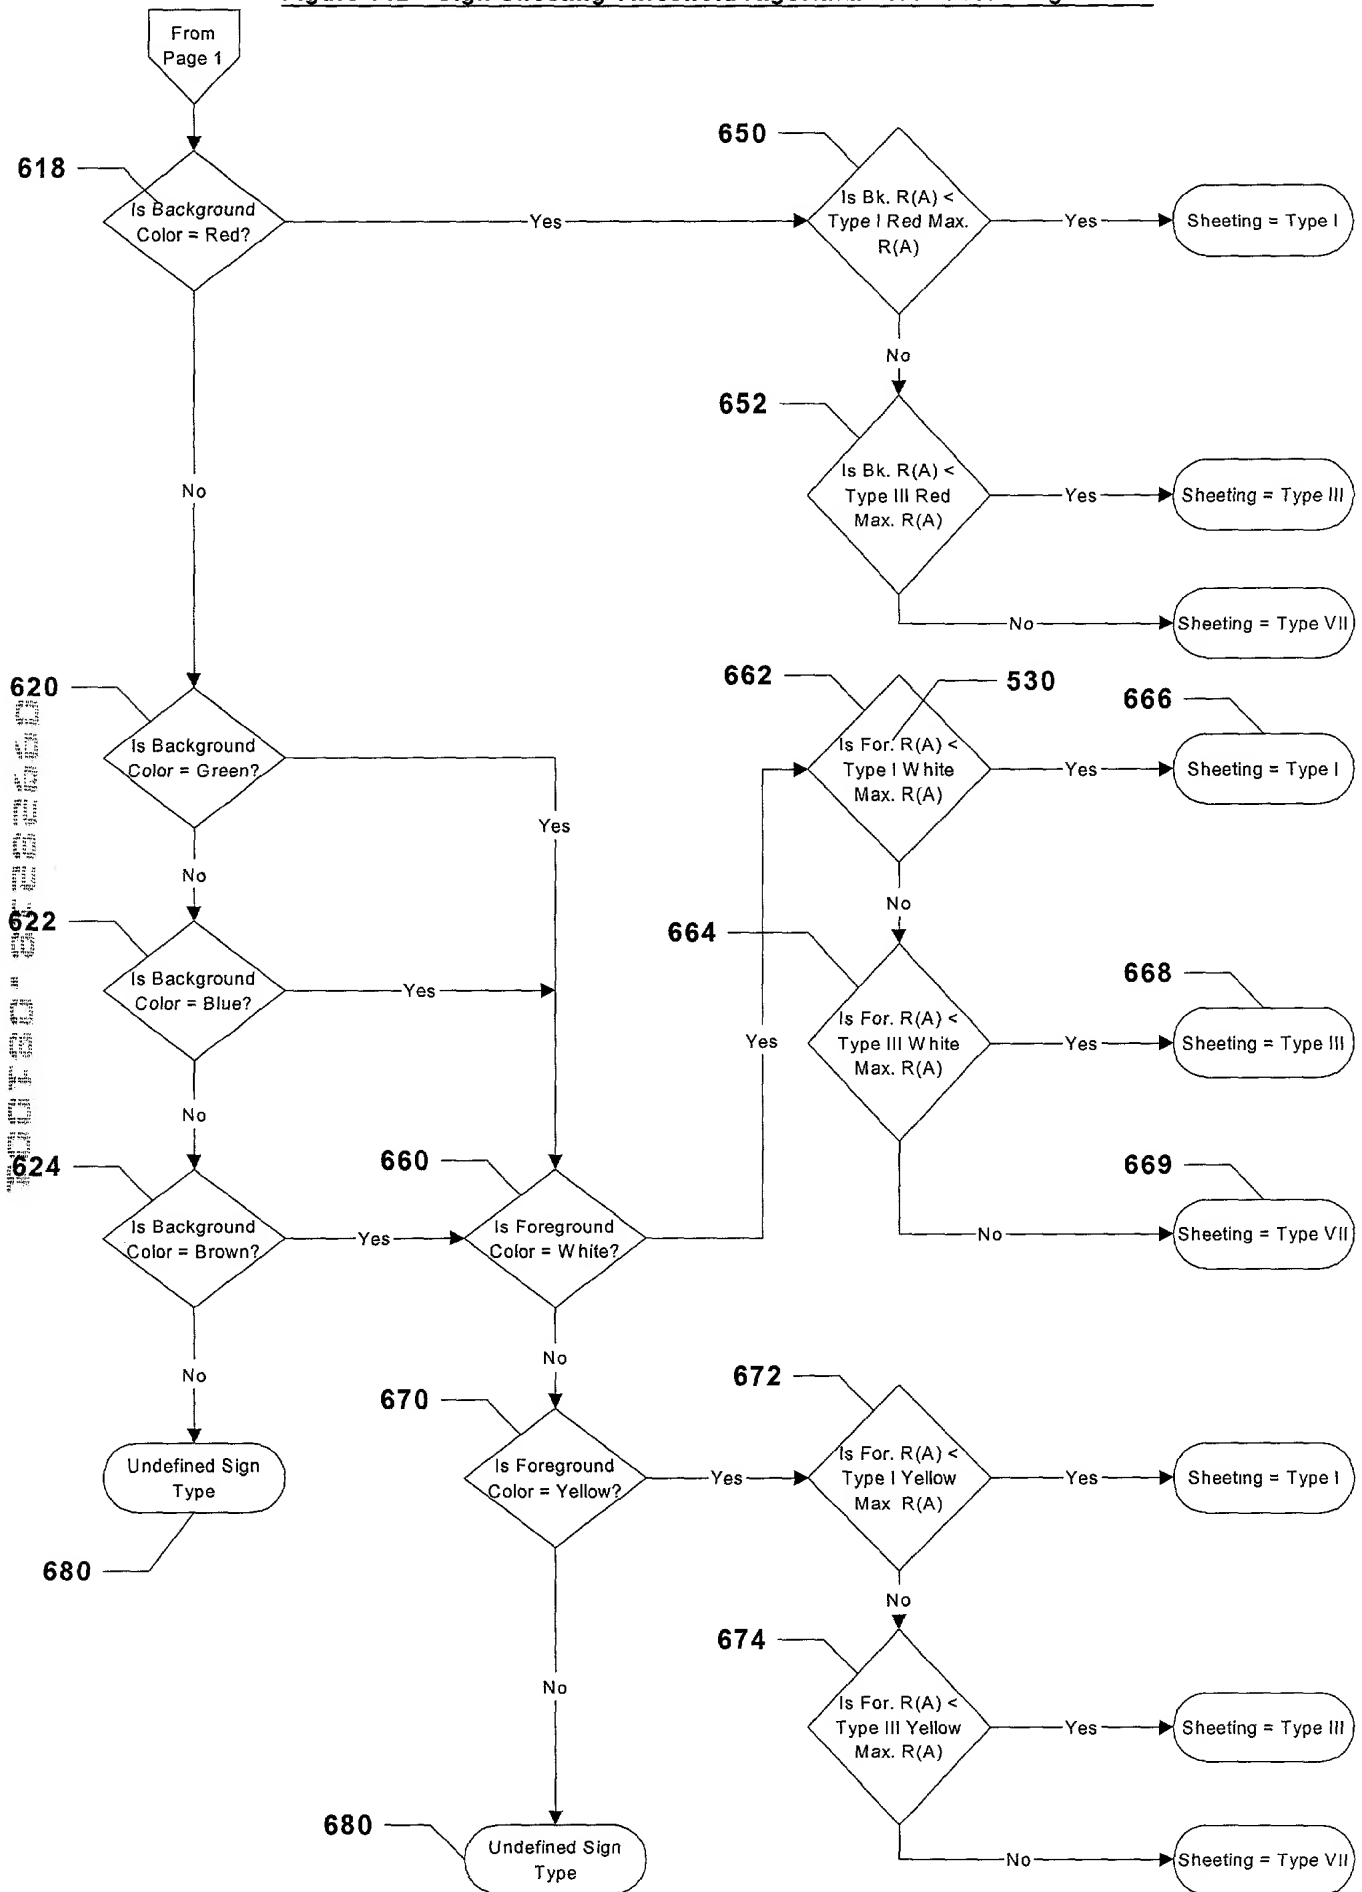 From
Page 1
618
Is Background
Color = Red?
Yes
650
Is Bk. R(A) <
Type I Red Max.
R(A)
Yes
Sheeting = Type I
No
652
Is Bk. R(A) <
Type III Red
Max. R(A)
Yes
Sheeting = Type III
No
Sheeting = Type VII
No
620
Is Background
Color = Green?
Yes
No
622
Is Background
Color = Blue?
Yes
No
624
Is Background
Color = Brown?
Yes
No
Undefined Sign
Type
680
660
Is Foreground
Color = White?
Yes
662
530
Is For. R(A) <
Type I White
Max. R(A)
Yes
666
Sheeting = Type I
No
664
Is For. R(A) <
Type III White
Max. R(A)
Yes
668
Sheeting = Type III
No
669
Sheeting = Type VII
No
670
Is Foreground
Color = Yellow?
Yes
672
Is For. R(A) <
Type I Yellow
Max R(A)
Yes
Sheeting = Type I
No
674
Is For. R(A) <
Type III Yellow
Max. R(A)
Yes
Sheeting = Type III
No
Sheeting = Type VII
No
680
Undefined Sign
Type